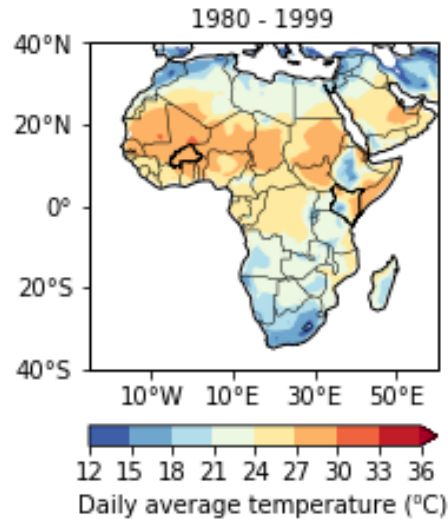 1980 - 1999
40°N
20°N
0°
20°S
40°S
10°W 10°E 30°E 50°E
12 15 18 21 24 27 30 33 36
Daily average temperature (°C)